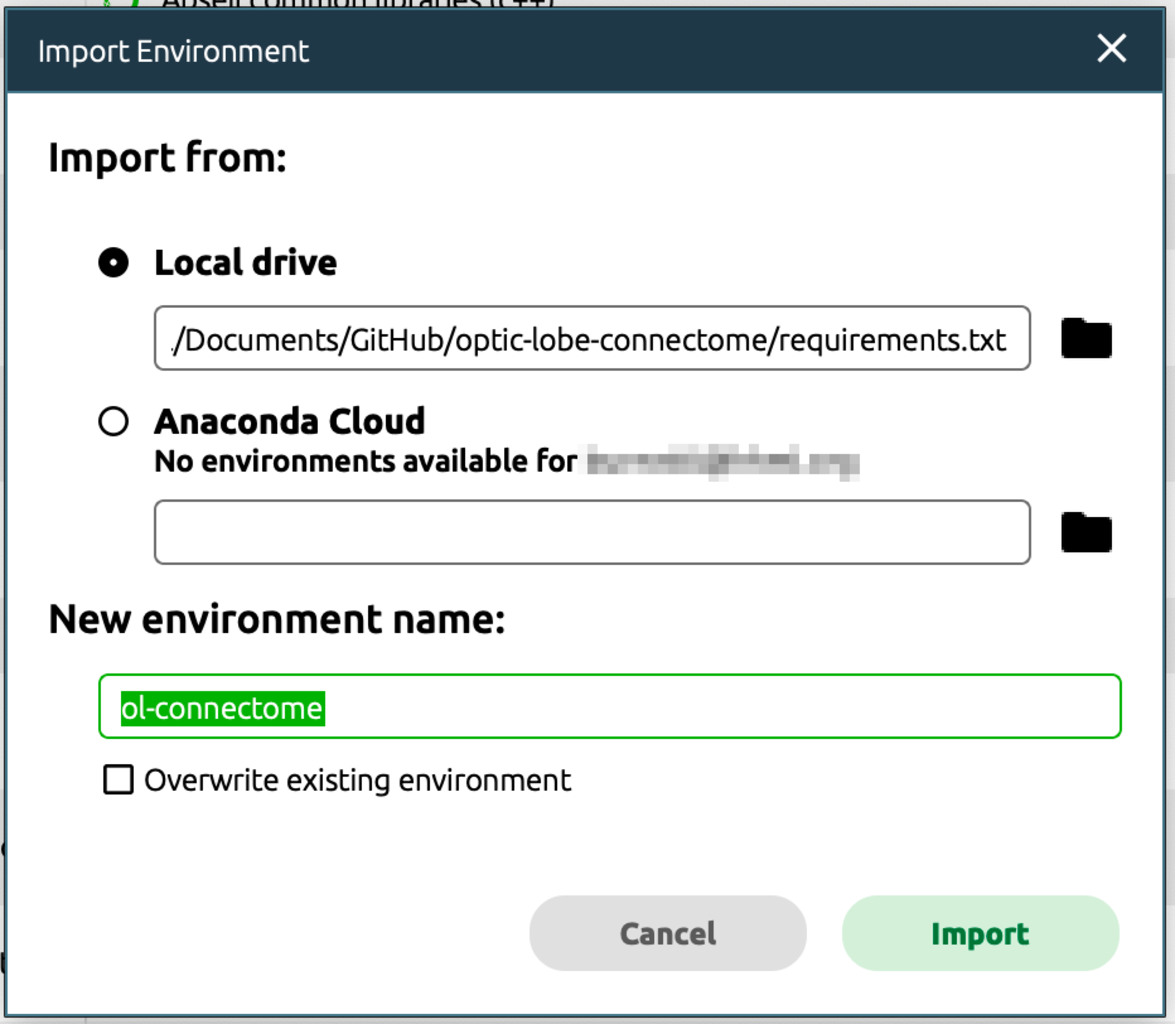 Import Environment
Import from:
Local drive
./Documents/GitHub/optic-lobe-connectome/requirements.txt
Anaconda Cloud
No environments available for
New environment name:
ol-connectome
Overwrite existing environment
Cancel
Import